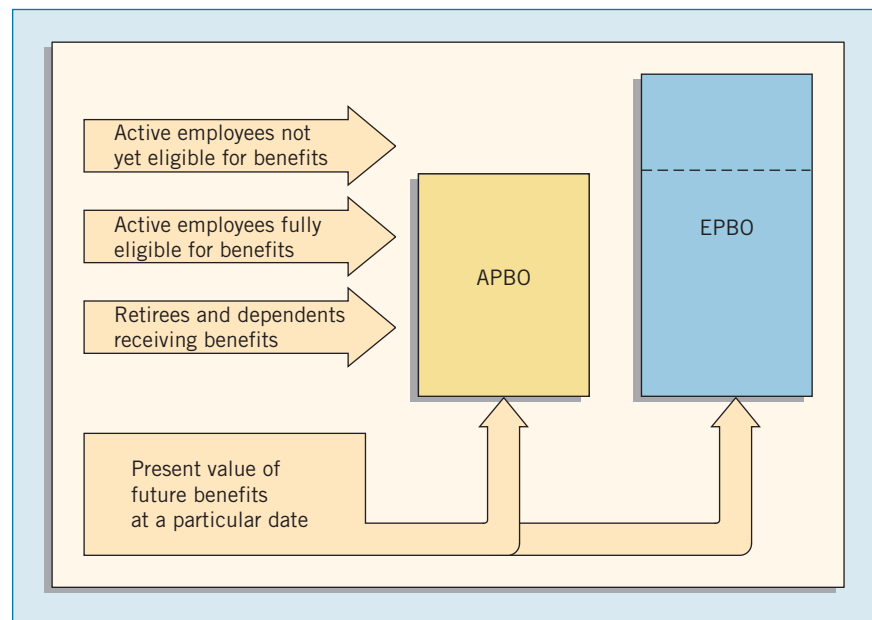 Active employees not
yet eligible for benefits
Active employees fully
eligible for benefits
Retirees and dependents
receiving benefits
APBO
EPBO
Present value of
future benefits
at a particular date